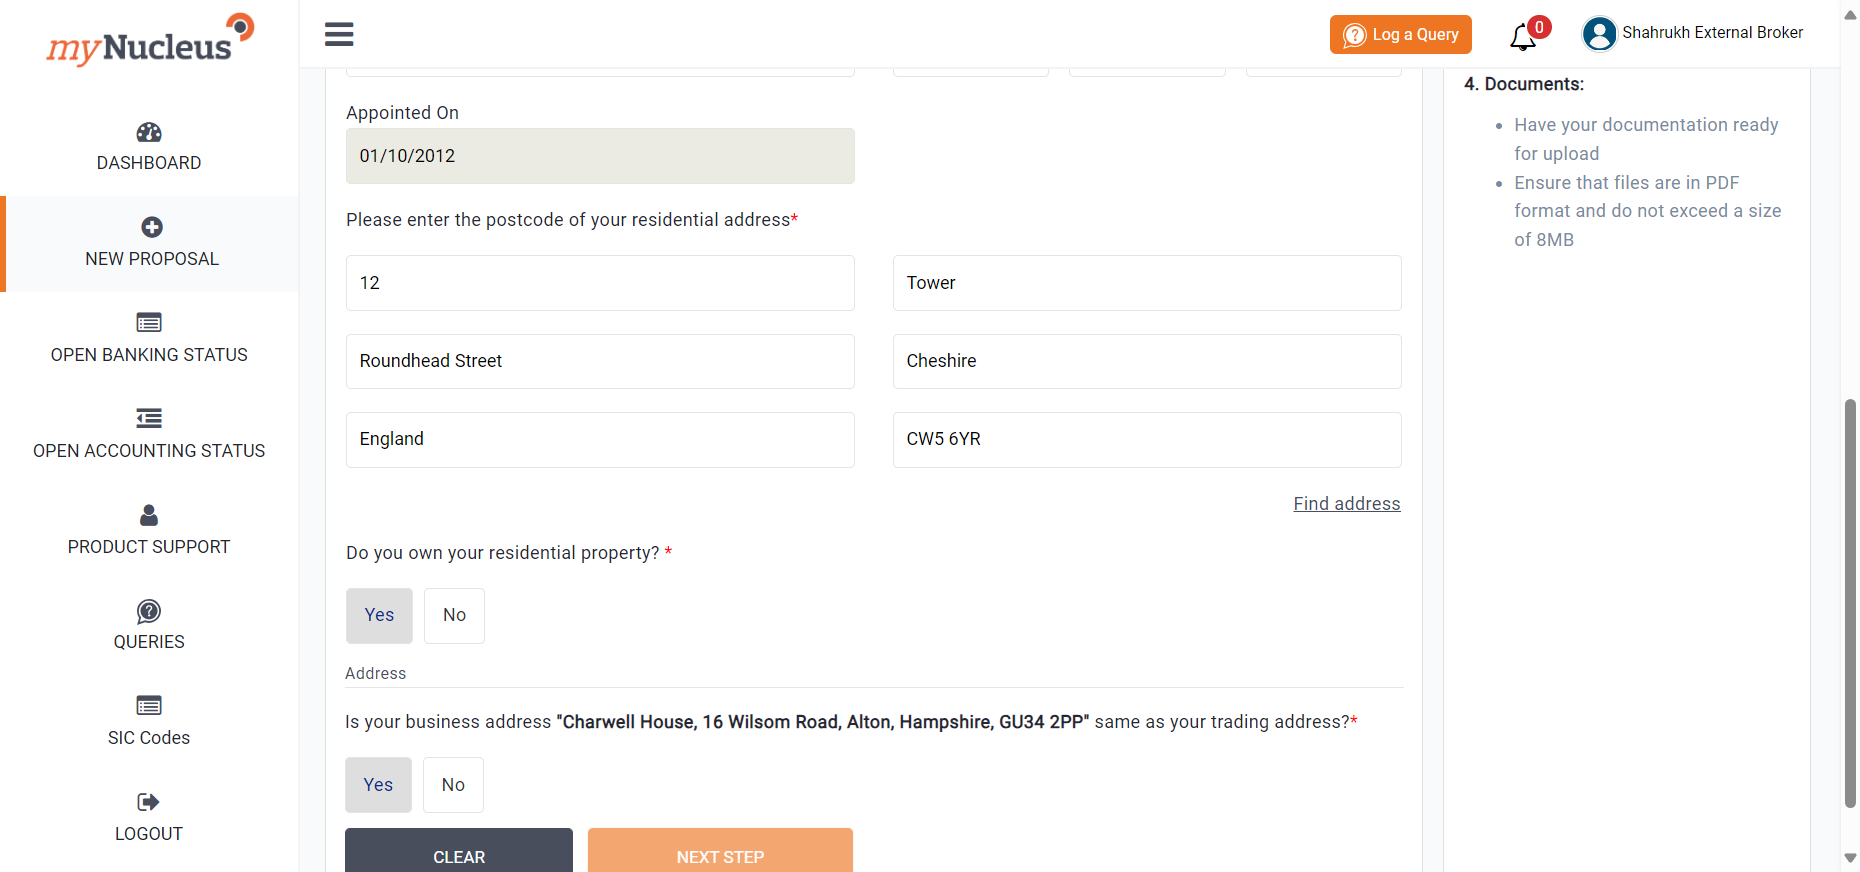 myNucleus
Log a Query
0
Shahrukh External Broker
DASHBOARD
NEW PROPOSAL
OPEN BANKING STATUS
OPEN ACCOUNTING STATUS
PRODUCT SUPPORT
QUERIES
SIC Codes
LOGOUT
Appointed On
01/10/2012
Please enter the postcode of your residential address*
12
Tower
Roundhead Street
Cheshire
England
CW5 6YR
Find address
Do you own your residential property? *
Yes
No
Address
Is your business address "Charwell House, 16 Wilsom Road, Alton, Hampshire, GU34 2PP" same as your trading address?*
Yes
No
CLEAR
NEXT STEP
4. Documents:
• Have your documentation ready
for upload
• Ensure that files are in PDF
format and do not exceed a size
of 8MB